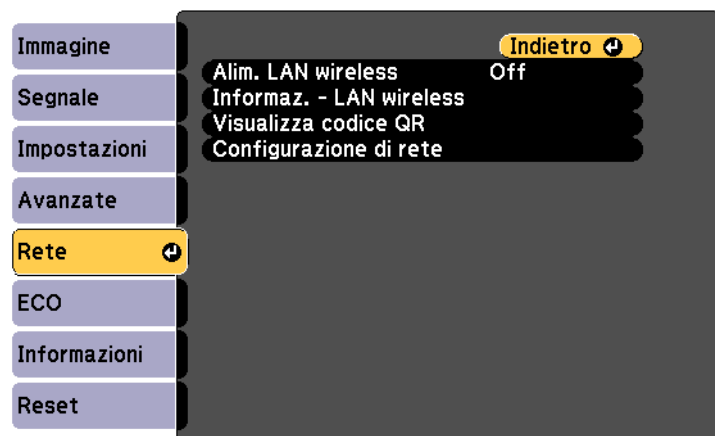 Immagine
Segnale
Impostazioni
Avanzate
Rete
ECO
Informazioni
Reset
Indietro
Alim. LAN wireless Off
Informaz. - LAN wireless
Visualizza codice QR
Configurazione di rete